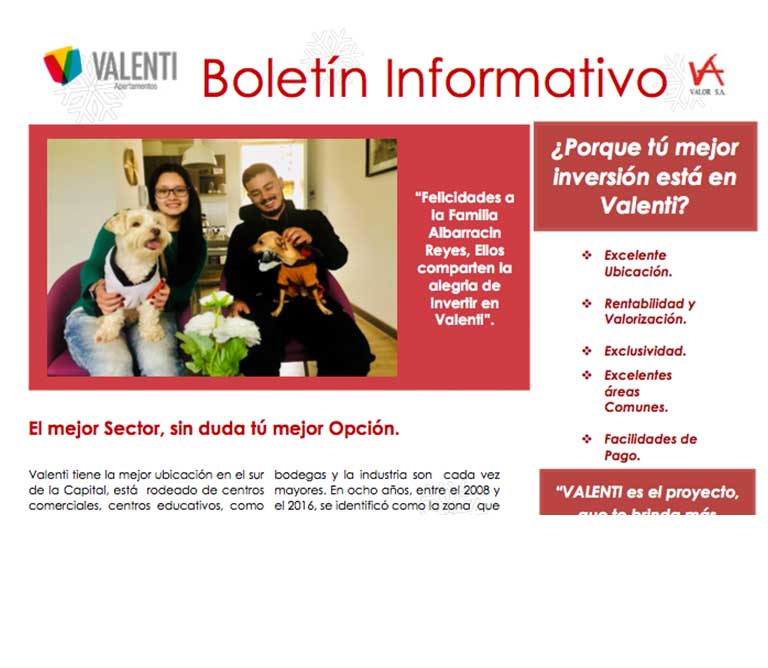 VALENTI
Apartamentos
Boletín Informativo
VALOR S.A.
"Felicidades a
la Familia
Albarracin
Reyes, Ellos
comparten la
alegria de
Invertir en
Valenti".
¿Porque tú mejor
inversión está en
Valenti?
❖ Excelente
Ubicación.
❖ Rentabilidad y
Valorización.
❖ Exclusividad.
❖ Excelentes
áreas
Comunes.
❖ Facilidades de
Pago.
El mejor Sector, sin duda tú mejor Opción.
Valenti tiene la mejor ubicación en el sur
de la Capital, está rodeado de centros
comerciales, centros educativos, como
bodegas y la industria son cada vez
mayores. En ocho años, entre el 2008 y
el 2016, se identificó como la zona que
"VALENTI es el proyecto,
que te brinda más